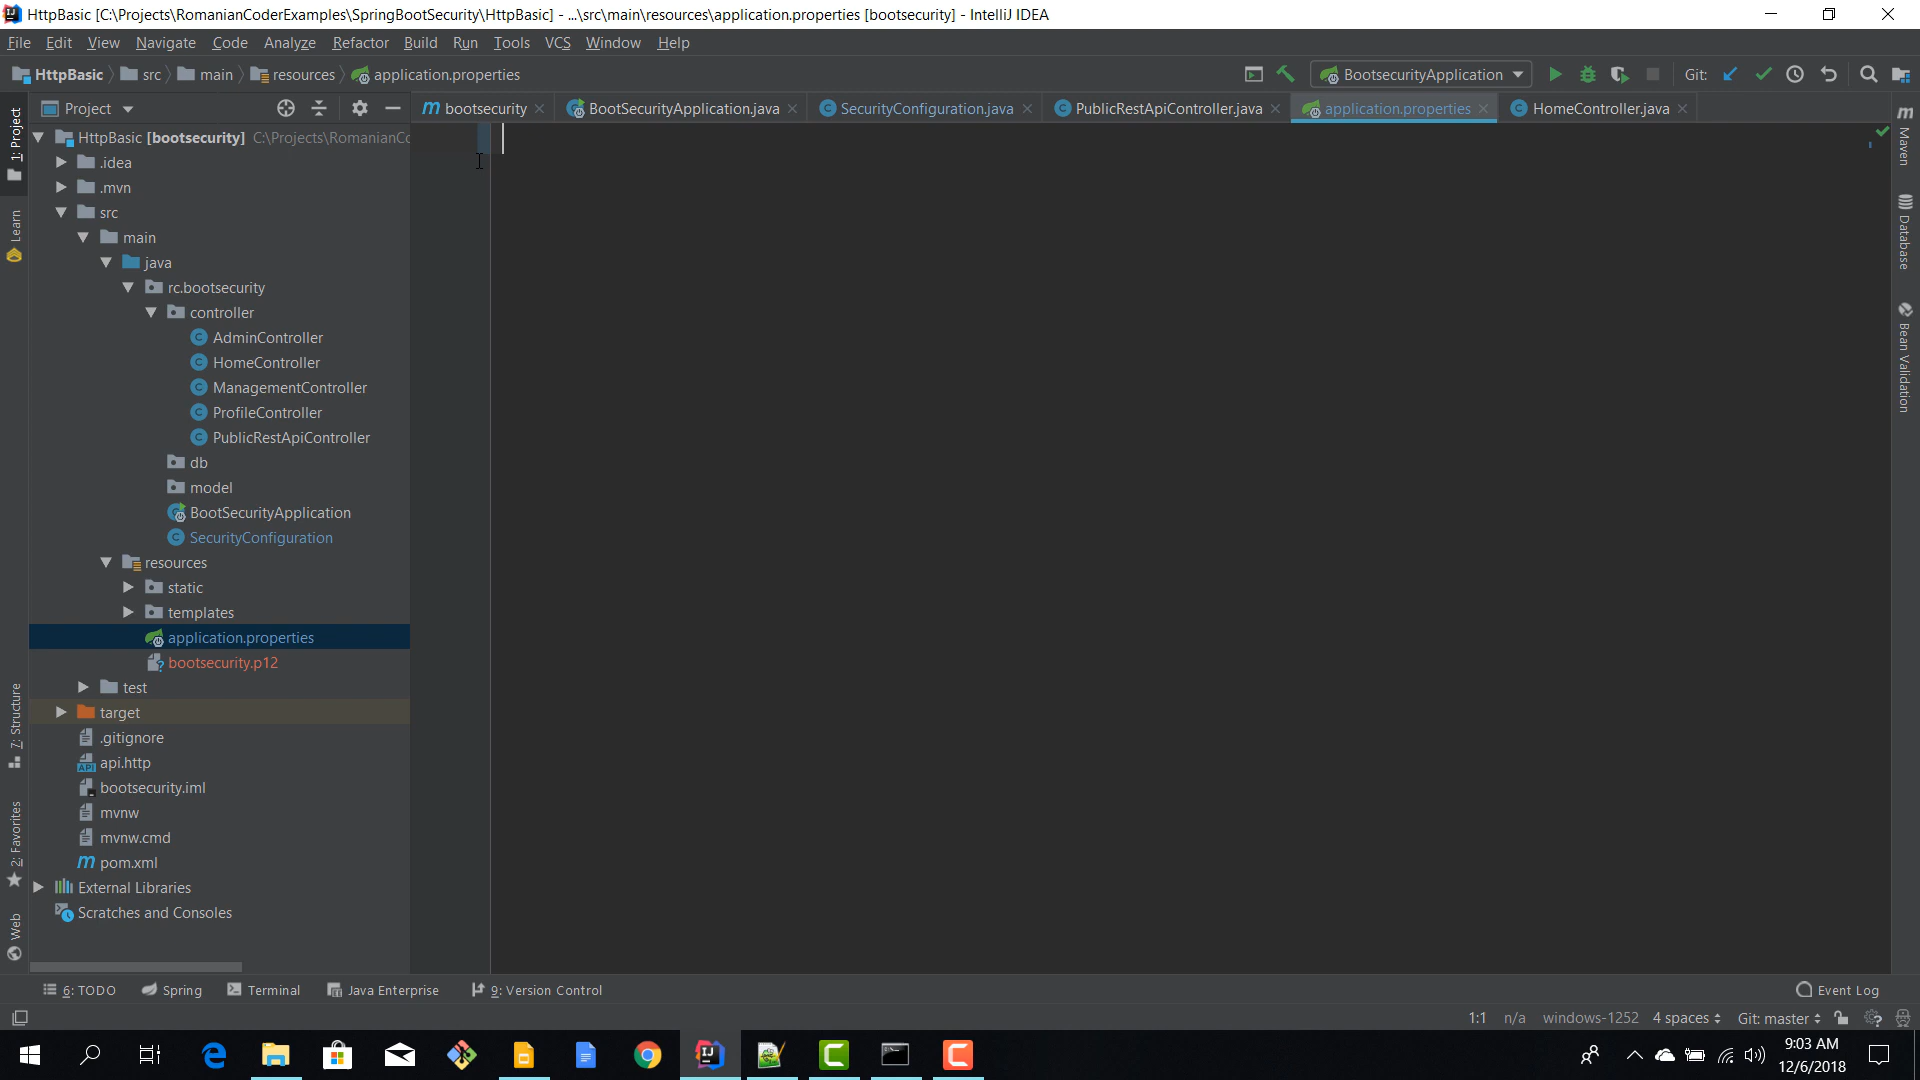 HttpBasic [C:\Projects\RomanianCoderExamples\SpringBootSecurity\HttpBasic] - ...\src\main\resources\application.properties [bootsecurity] - IntelliJ IDEA
File Edit View Navigate Code Analyze Refactor Build Run Tools VCS Window Help
HttpBasic src main resources application.properties BootsecurityApplication Git:
Project bootsecurity BootSecurityApplication.java SecurityConfiguration.java PublicRestApiController.java application.properties HomeController.java
HttpBasic [bootsecurity] C:\Projects\RomanianCo
.idea
.mvn
src
main
java
rc.bootsecurity
controller
AdminController
HomeController
ManagementController
ProfileController
PublicRestApiController
db
model
BootSecurityApplication
SecurityConfiguration
resources
static
templates
application.properties
bootsecurity.p12
test
target
.gitignore
api.http
bootsecurity.iml
mvnw
mvnw.cmd
pom.xml
External Libraries
Scratches and Consoles
1: Project
Learn
7: Structure
2: Favorites
Web
Maven
Database
Bean Validation
6: TODO Spring Terminal Java Enterprise 9: Version Control Event Log
1:1 n/a windows-1252 4 spaces Git: master
9:03 AM
12/6/2018